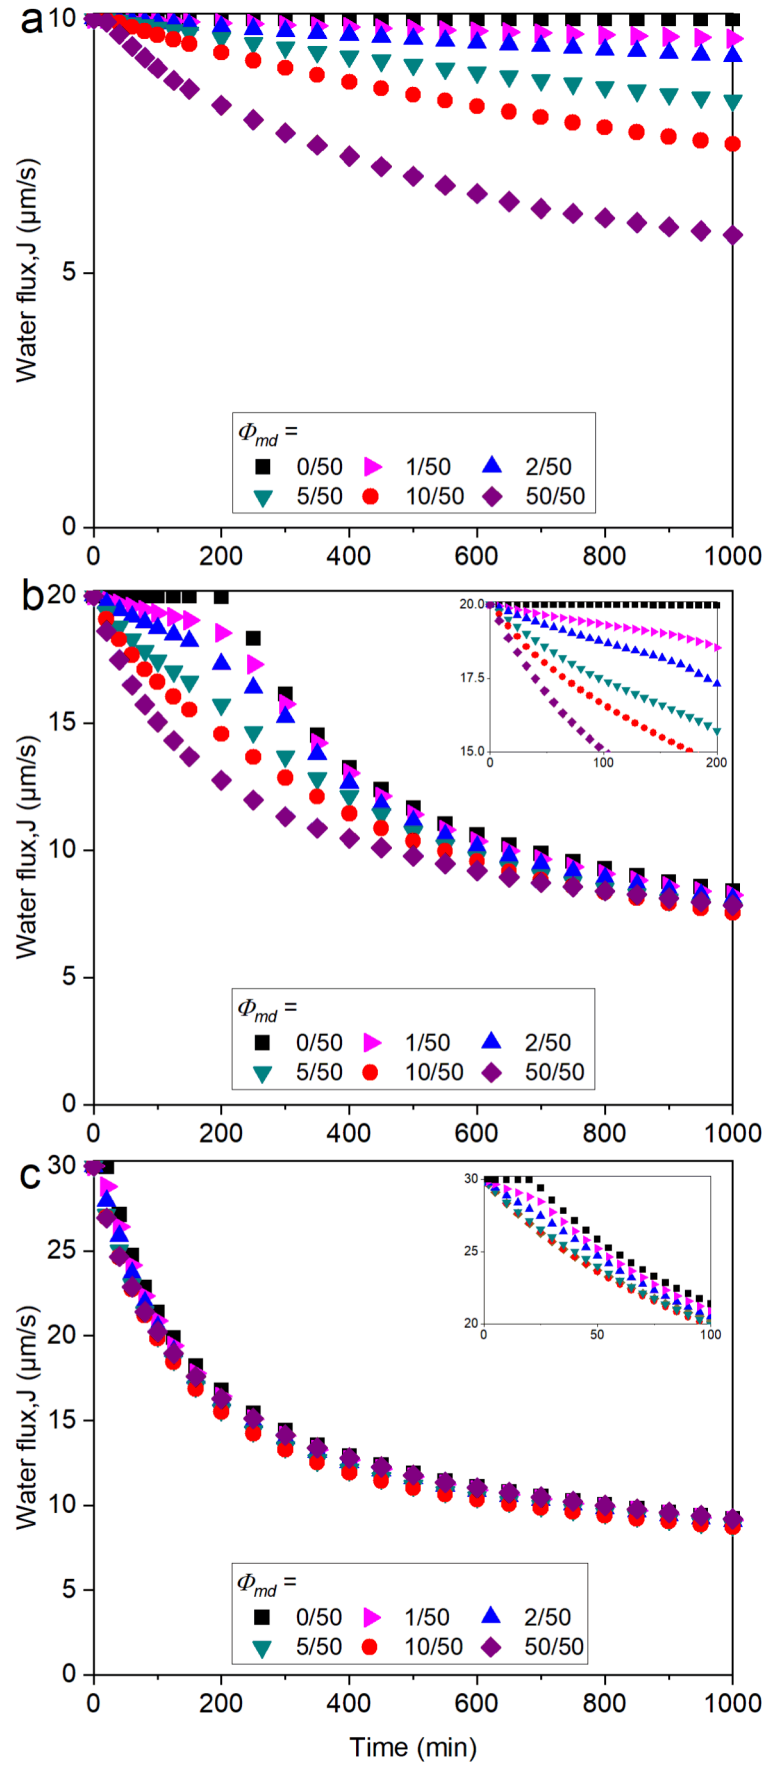 a
10
5
0
Water flux,J (μm/s)
Φmd =
0/50 1/50 2/50
5/50 10/50 50/50
0 200 400 600 800 1000
b
20
15
10
5
0
Water flux,J (μm/s)
20.0
17.5
15.0
0 100 200
Φmd =
0/50 1/50 2/50
5/50 10/50 50/50
0 200 400 600 800 1000
c
30
25
20
15
10
5
0
Water flux,J (μm/s)
30
25
20
0 50 100
Φmd =
0/50 1/50 2/50
5/50 10/50 50/50
0 200 400 600 800 1000
Time (min)